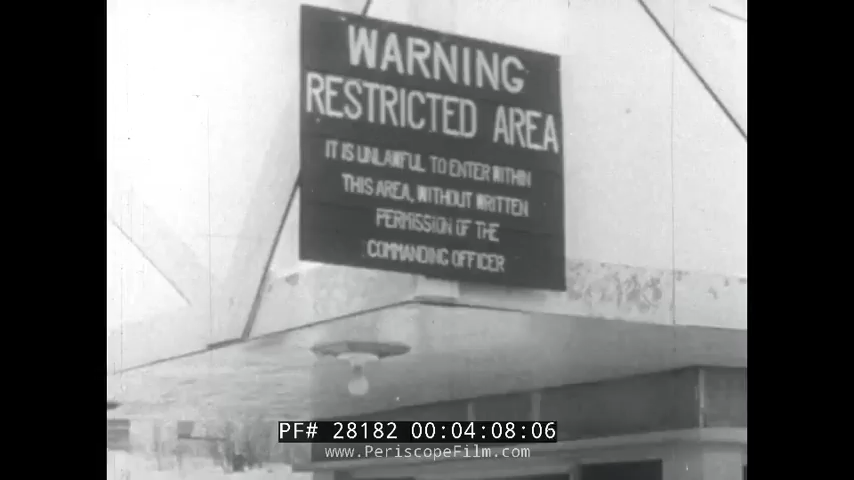 WARNING
RESTRICTED AREA
IT IS UNLAWFUL TO ENTER WITHIN
THIS AREA, WITHOUT WRITTEN
PERMISSION OF THE
COMMANDING OFFICER
PF# 28182 00:04:08:06
www.PeriscopeFilm.com